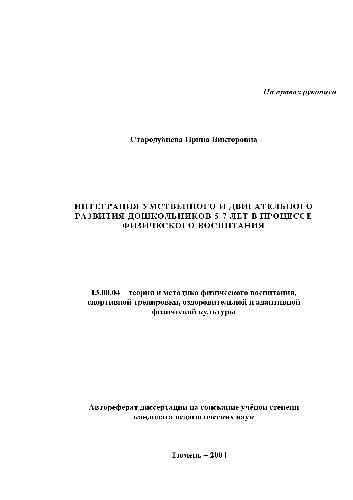 На правах рукописи
Стародубцева Ирина Викторовна
ИНТЕГРАЦИЯ УМСТВЕННОГО И ДВИГАТЕЛЬНОГО
РАЗВИТИЯ ДОШКОЛЬНИКОВ 5-7 ЛЕТ В ПРОЦЕССЕ
ФИЗИЧЕСКОГО ВОСПИТАНИЯ
13.00.04 – теория и методика физического воспитания,
спортивной тренировки, оздоровительной и адаптивной
физической культуры
Автореферат диссертации на соискание учёной степени
кандидата педагогических наук
Тюмень – 2001